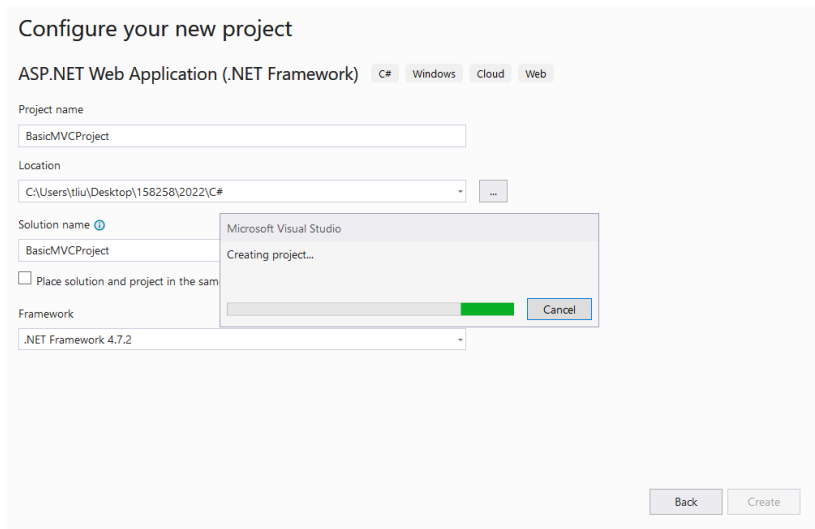 Configure your new project
ASP.NET Web Application (.NET Framework) C# Windows Cloud Web
Project name
BasicMVCProject
Location
C:\Users\tliu\Desktop\158258\2022\C#
...
Solution name
BasicMVCProject
Place solution and project in the sam
Microsoft Visual Studio
Creating project...
Cancel
Framework
.NET Framework 4.7.2
Back Create